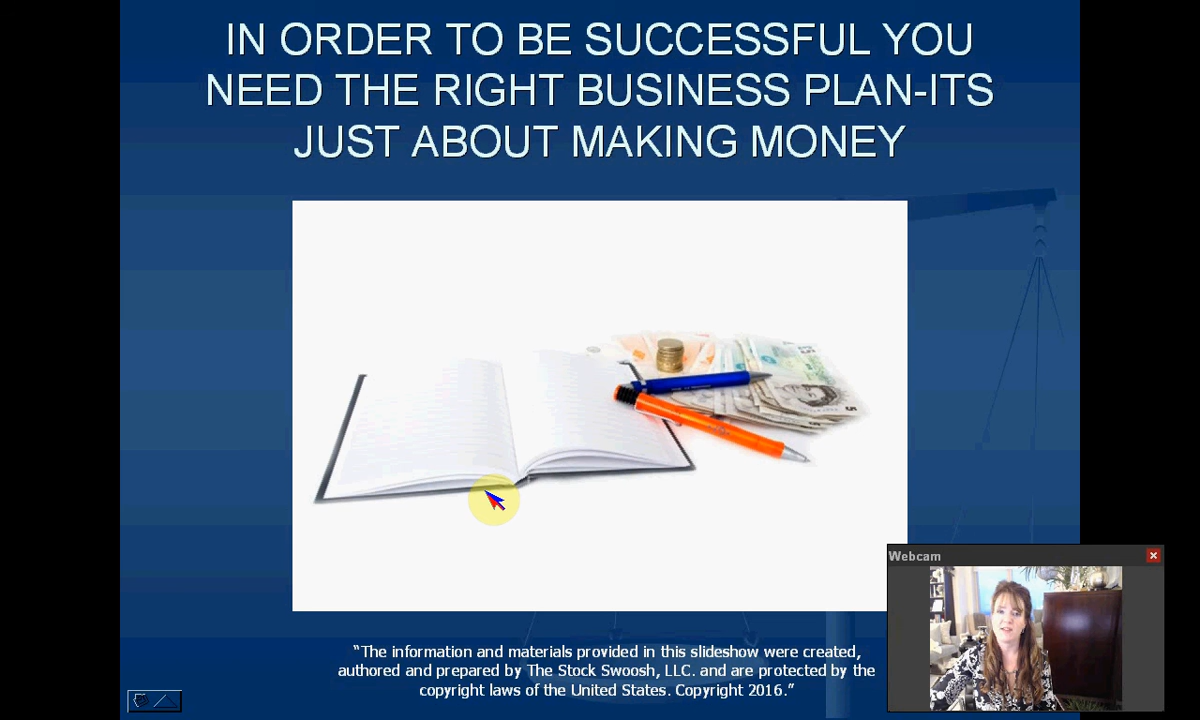 IN ORDER TO BE SUCCESSFUL YOU
NEED THE RIGHT BUSINESS PLAN-ITS
JUST ABOUT MAKING MONEY
5
Webcam
“The information and materials provided in this slideshow were created,
authored and prepared by The Stock Swoosh, LLC. and are protected by the
copyright laws of the United States. Copyright 2016.”